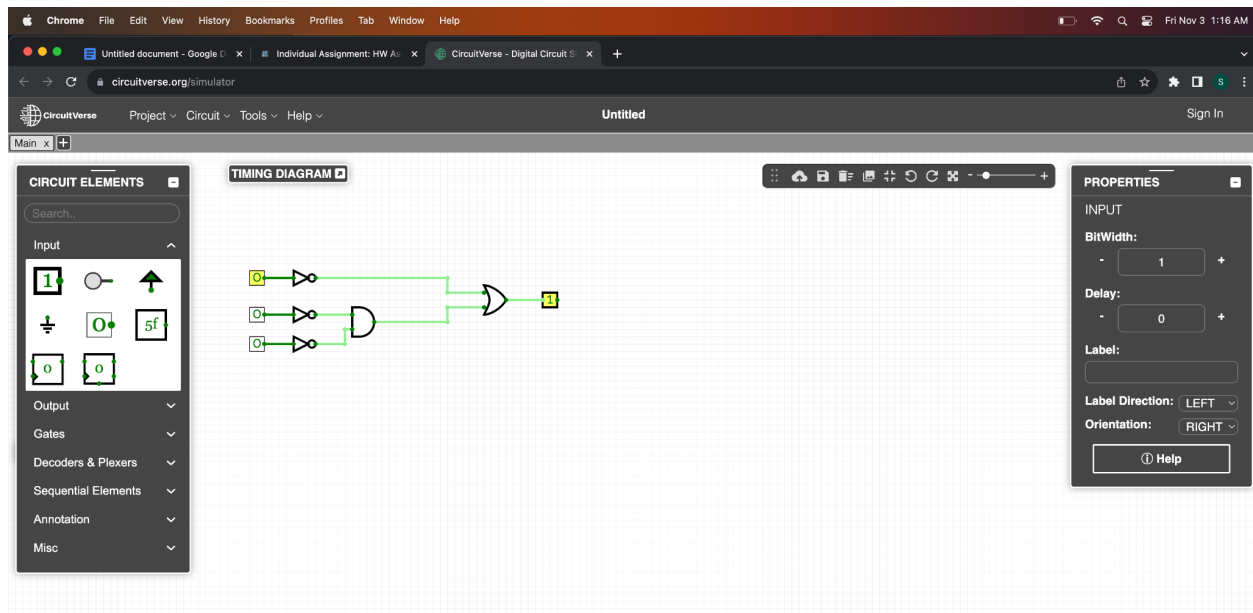 Chrome File Edit View History Bookmarks Profiles Tab Window Help
Fri Nov 3 1:16 AM
Untitled document - Google D
Individual Assignment: HW As
CircuitVerse - Digital Circuit S
circuitverse.org/simulator
S
CircuitVerse Project Circuit Tools Help
Untitled
Sign In
Main x
CIRCUIT ELEMENTS
Search..
Input
1
0
5f
0 0
Output
Gates
Decoders & Plexers
Sequential Elements
Annotation
Misc
TIMING DIAGRAM
0
0
0
1
PROPERTIES
INPUT
BitWidth:
- 1 +
Delay:
- 0 +
Label:
Label Direction: LEFT
Orientation: RIGHT
Help